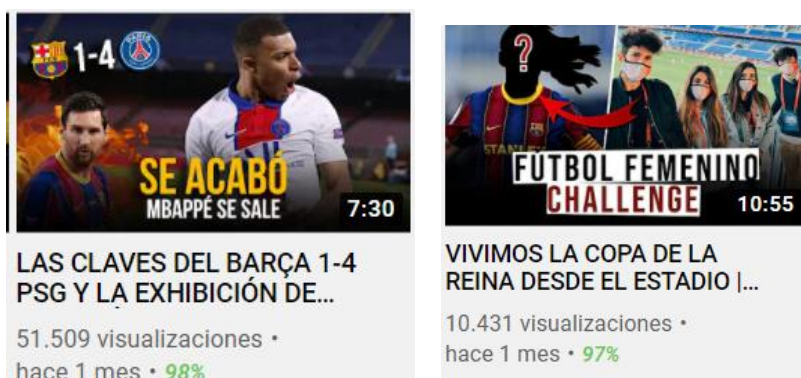 1-4
SE ACABÓ
MBAPPÉ SE SALE
7:30
LAS CLAVES DEL BARÇA 1-4
PSG Y LA EXHIBICIÓN DE...
51.509 visualizaciones •
hace 1 mes • 98%
?
FÚTBOL FEMENINO
CHALLENGE
10:55
VIVIMOS LA COPA DE LA
REINA DESDE EL ESTADIO |...
10.431 visualizaciones •
hace 1 mes • 97%